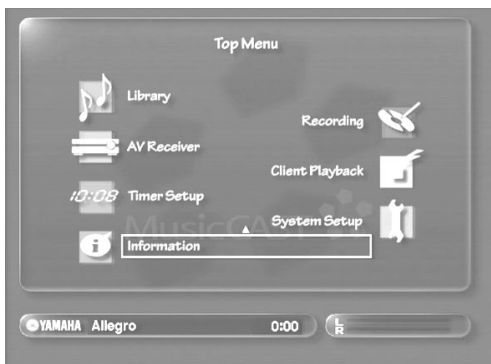 Top Menu
Library
Recording
AV Receiver
Client Playback
10:08 Timer Setup
System Setup
MusicCAST
Information
YAMAHA Allegro 0:00 L
R